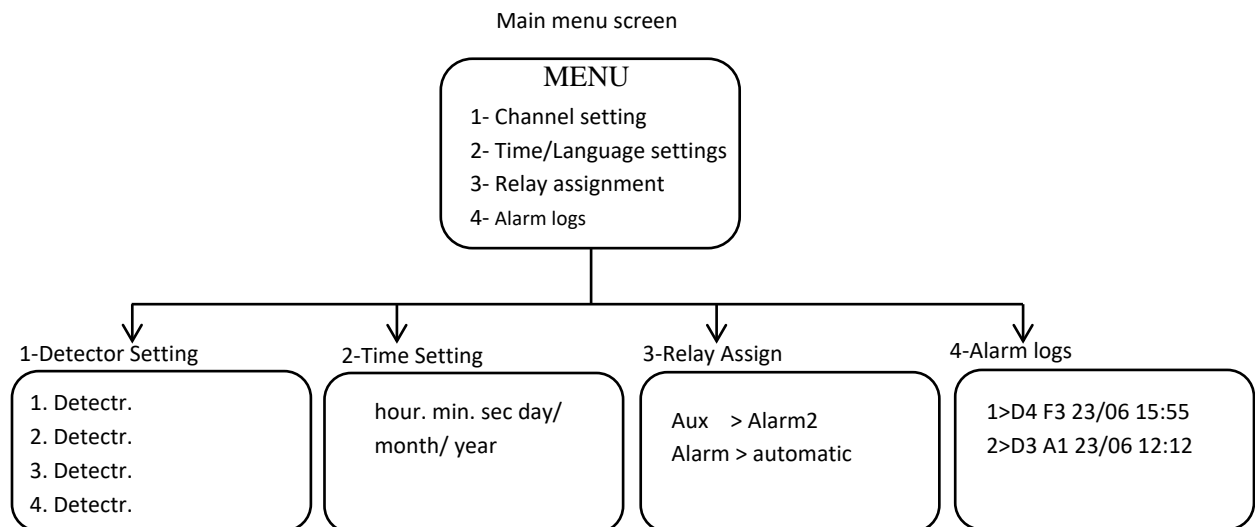 Main menu screen
MENU
1- Channel setting
2- Time/Language settings
3- Relay assignment
4- Alarm logs
1-Detector Setting
1. Detectr.
2. Detectr.
3. Detectr.
4. Detectr.
2-Time Setting
hour. min. sec day/
month/ year
3-Relay Assign
Aux > Alarm2
Alarm > automatic
4-Alarm logs
1>D4 F3 23/06 15:55
2>D3 A1 23/06 12:12